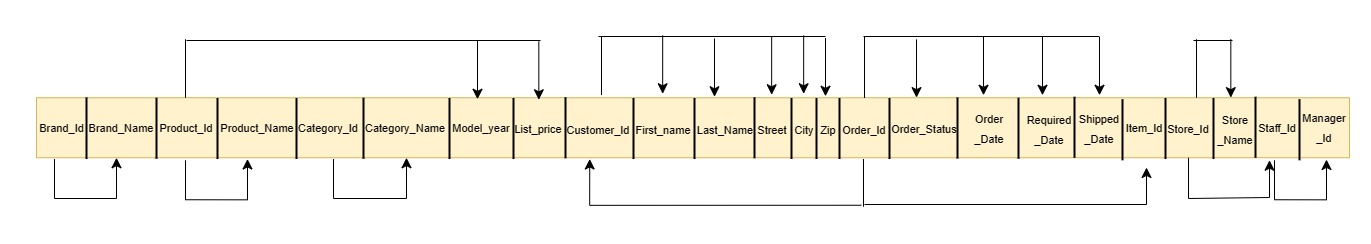 Brand_Id Brand_Name Product_Id Product_Name Category_Id Category_Name Model_year List_price Customer_Id First_name Last_Name Street City Zip Order_Id Order_Status Order
_Date Required
_Date Shipped
_Date Item_Id Store_Id Store
_Name Staff_Id Manager
_Id